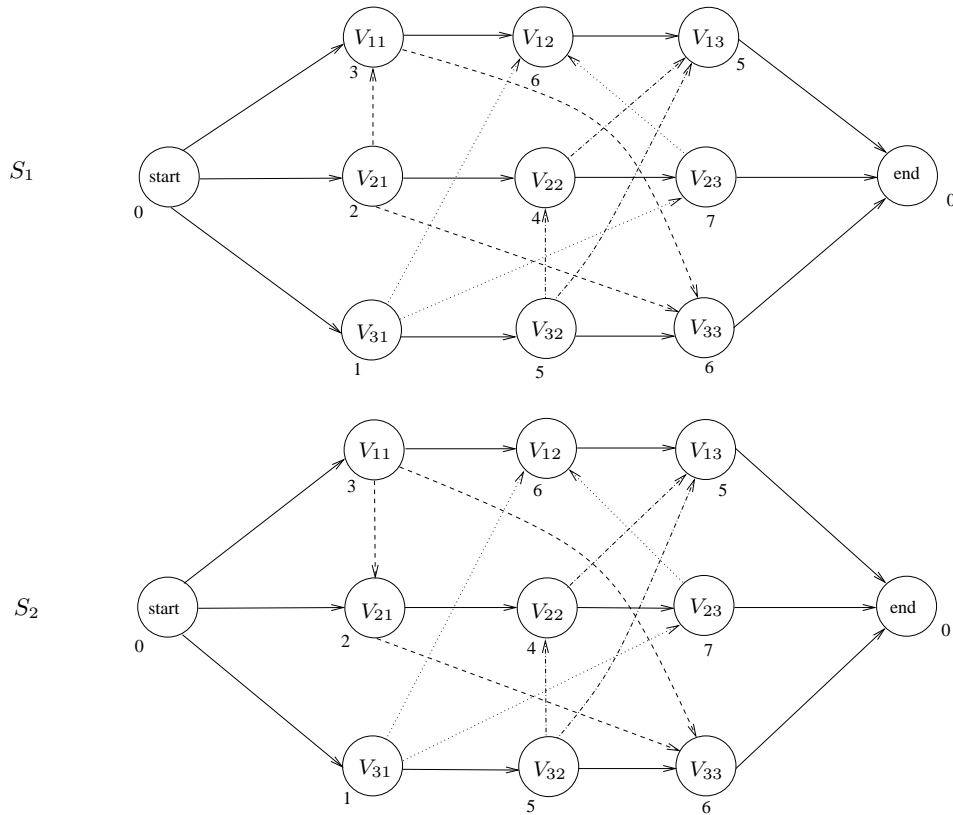 V₁₁ V₁₂ V₁₃
3 6 5
S₁ start V₂₁ V₂₂ V₂₃ end
0 2 4 7 0
V₃₁ V₃₂ V₃₃
1 5 6
V₁₁ V₁₂ V₁₃
3 6 5
S₂ start V₂₁ V₂₂ V₂₃ end
0 2 4 7 0
V₃₁ V₃₂ V₃₃
1 5 6